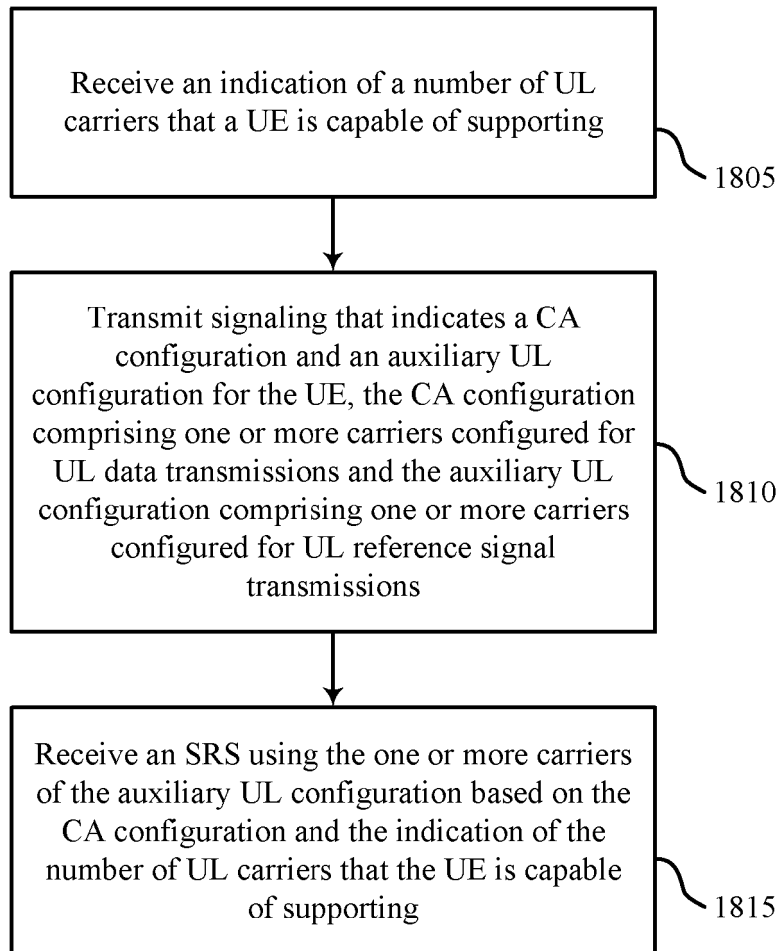 Receive an indication of a number of UL
carriers that a UE is capable of supporting
1805
Transmit signaling that indicates a CA
configuration and an auxiliary UL
configuration for the UE, the CA configuration
comprising one or more carriers configured for
UL data transmissions and the auxiliary UL
configuration comprising one or more carriers
configured for UL reference signal
transmissions
1810
Receive an SRS using the one or more carriers
of the auxiliary UL configuration based on the
CA configuration and the indication of the
number of UL carriers that the UE is capable
of supporting
1815